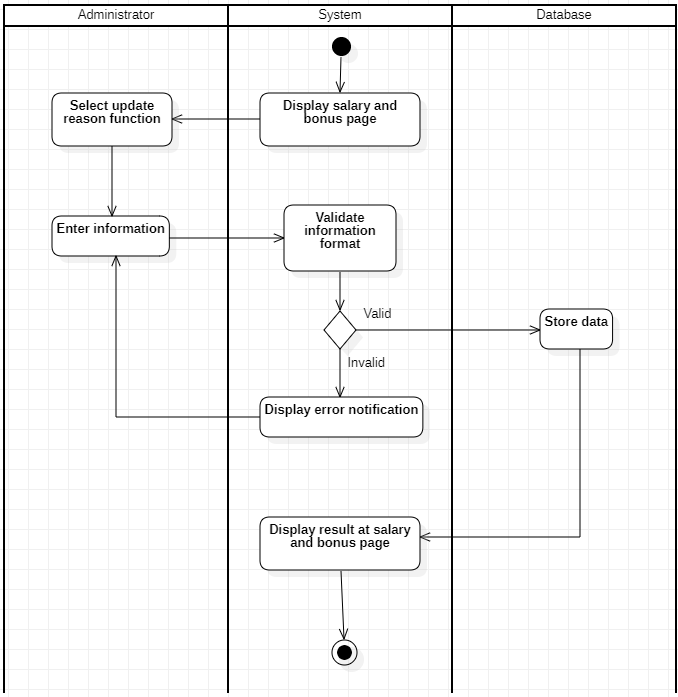 Administrator
System
Database
Select update
reason function
Display salary and
bonus page
Enter information
Validate
information
format
Valid
Store data
Invalid
Display error notification
Display result at salary
and bonus page